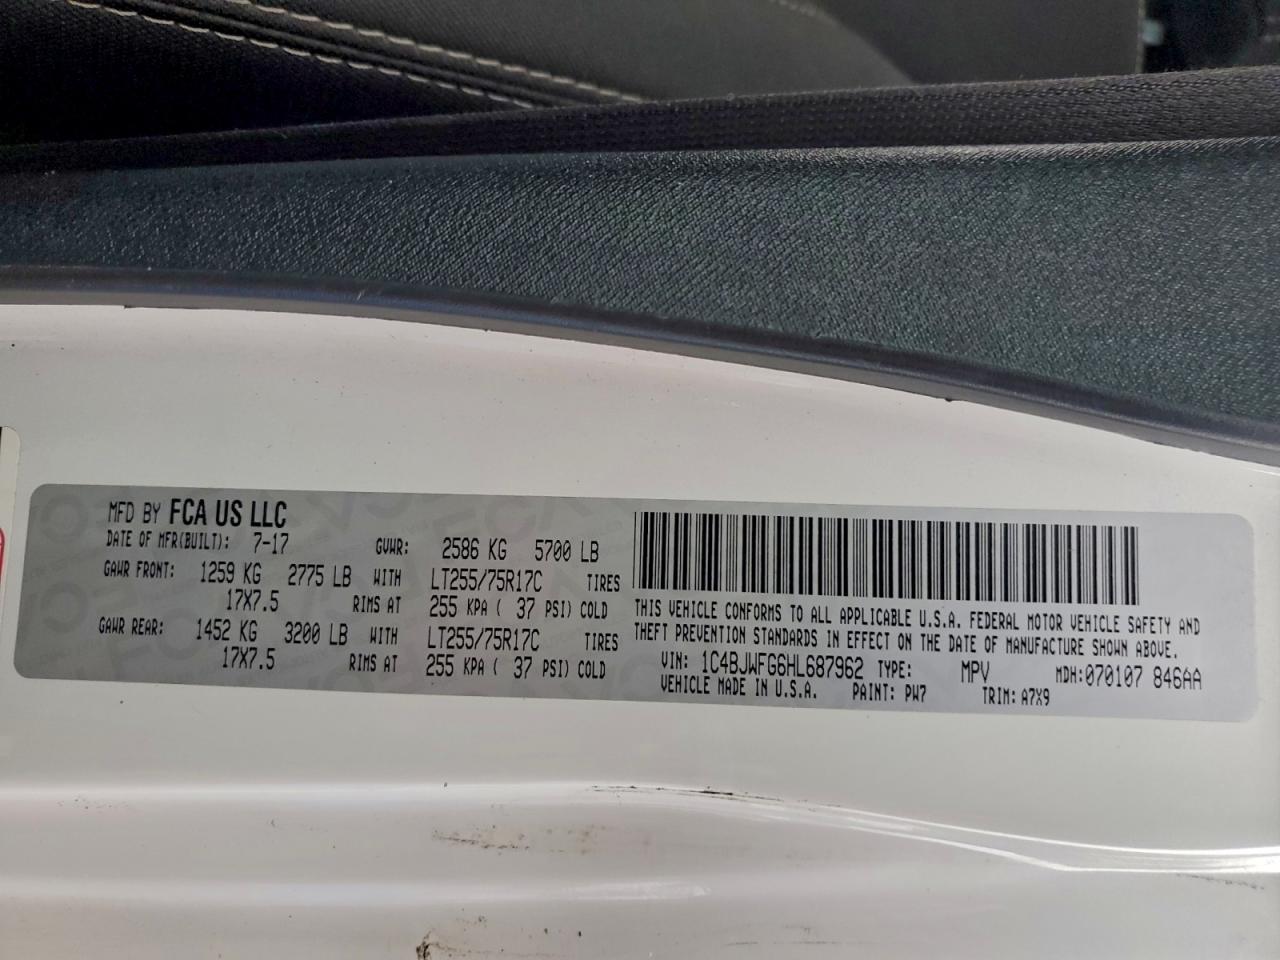 MFD BY FCA US LLC
DATE OF MFR(BUILT): 7-17 GVWR: 2586 KG 5700 LB
GAWR FRONT: 1259 KG 2775 LB WITH LT255/75R17C TIRES
17X7.5 RIMS AT 255 KPA ( 37 PSI) COLD
GAWR REAR: 1452 KG 3200 LB WITH LT255/75R17C TIRES
17X7.5 RIMS AT 255 KPA ( 37 PSI) COLD
THIS VEHICLE CONFORMS TO ALL APPLICABLE U.S.A. FEDERAL MOTOR VEHICLE SAFETY AND
THEFT PREVENTION STANDARDS IN EFFECT ON THE DATE OF MANUFACTURE SHOWN ABOVE.
VIN: 1C4BJWFG6HL687962 TYPE: MPV MDH:070107 846AA
VEHICLE MADE IN U.S.A. PAINT: PW7 TRIM: A7X9